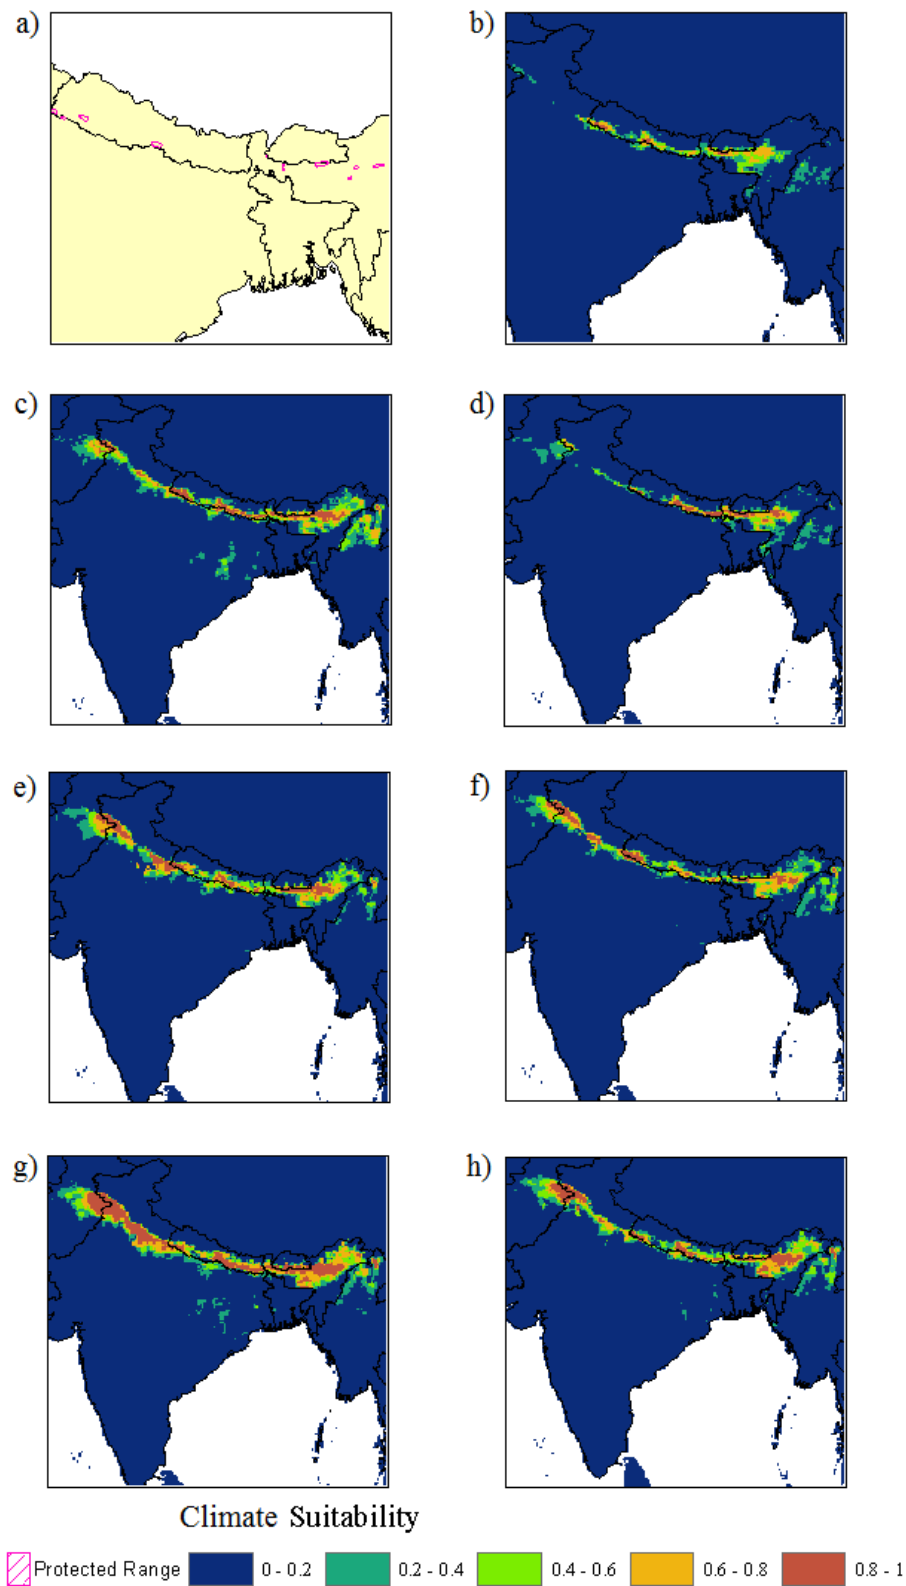 a)
b)
c)
d)
e)
f)
g)
h)
Climate Suitability
Protected Range 0 - 0.2 0.2 - 0.4 0.4 - 0.6 0.6 - 0.8 0.8 - 1